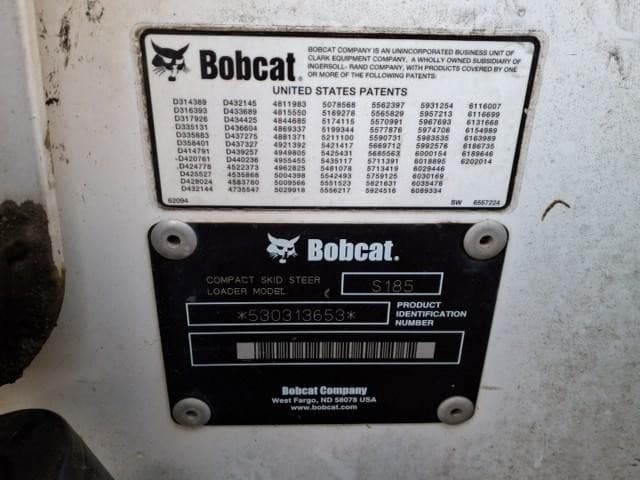 Bobcat®
BOBCAT COMPANY IS AN UNINCORPORATED BUSINESS UNIT OF
CLARK EQUIPMENT COMPANY, A WHOLLY OWNED SUBSIDIARY OF
INGERSOLL- RAND COMPANY, WITH PRODUCTS COVERED BY ONE
OR MORE OF THE FOLLOWING PATENTS:
UNITED STATES PATENTS
D314389 D432145 4811983 5078568 5562397 5931254 6116007
D316393 D433689 4815550 5169278 5565829 5957213 6116699
D317926 D434425 4844685 5174115 5570991 5967693 6131668
D335131 D436604 4869337 5199344 5577876 5974706 6154989
D335883 D437275 4881371 5211100 5590731 5983535 6163989
D358401 D437327 4921392 5421417 5669712 5992576 6186735
D414791 D439257 4949805 5425431 5685563 6000154 6189646
D420761 D440236 4955455 5435117 5711391 6018895 6202014
D424778 4522373 4962825 5481078 5713419 6029446
D425527 4535868 5004398 5542493 5759125 6030169
D428024 4583760 5009566 5551523 5821631 6035478
D432144 4735547 5029918 5556217 5924516 6089334
62094 SW 6557224
Bobcat®
COMPACT SKID STEER
LOADER MODEL S185
*530313653* PRODUCT
IDENTIFICATION
NUMBER
Bobcat Company
West Fargo, ND 58078 USA
www.bobcat.com